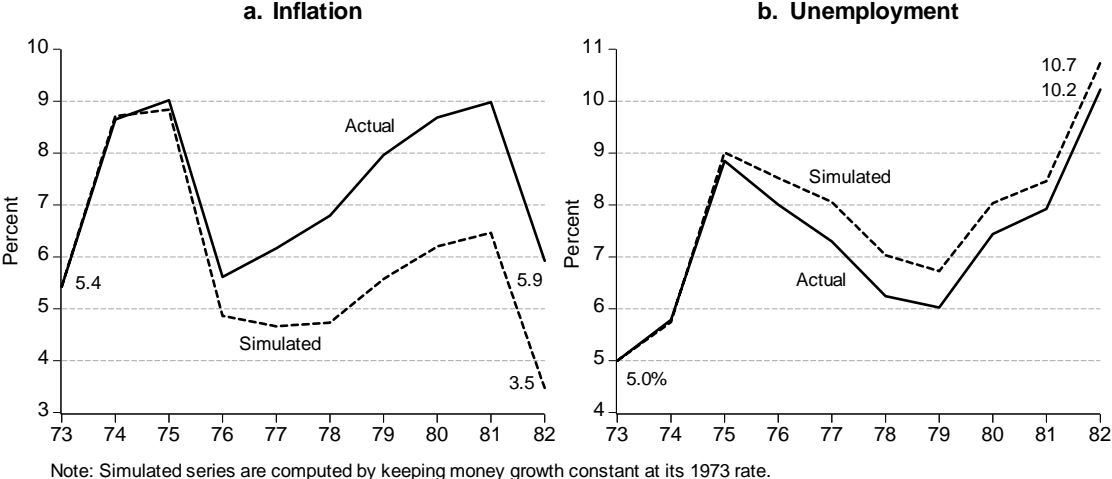 a. Inflation
Percent
10
9
8
7
6
5
4
3
Actual
Simulated
5.4
5.9
3.5
73 74 75 76 77 78 79 80 81 82
b. Unemployment
Percent
11
10
9
8
7
6
5
4
10.7
10.2
Simulated
Actual
5.0%
73 74 75 76 77 78 79 80 81 82
Note: Simulated series are computed by keeping money growth constant at its 1973 rate.